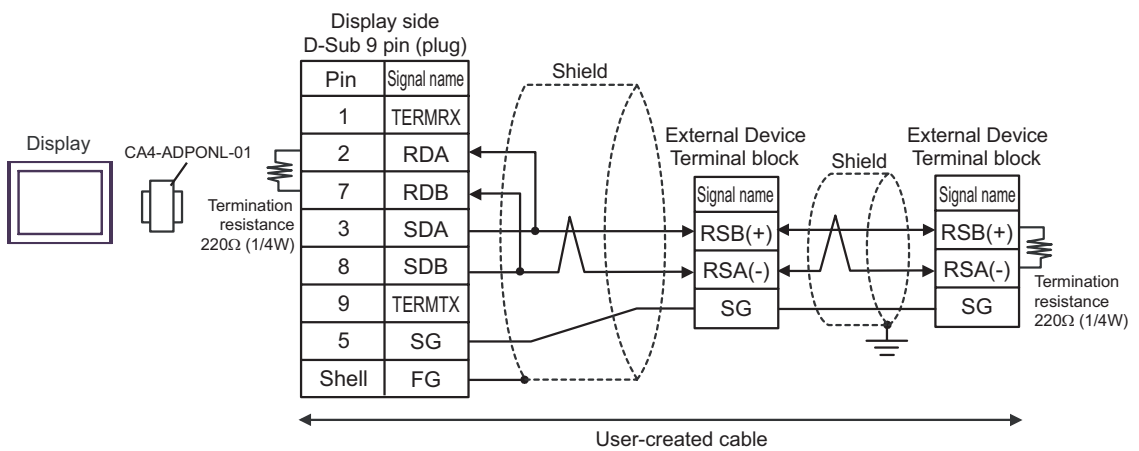 Display side
D-Sub 9 pin (plug)
Pin Signal name
1 TERMRX
2 RDA
7 RDB
3 SDA
8 SDB
9 TERMTX
5 SG
Shell FG
Display
CA4-ADPONL-01
Termination
resistance
220Ω (1/4W)
Shield
External Device
Terminal block
Signal name
RSB(+)
RSA(-)
SG
Shield
External Device
Terminal block
Signal name
RSB(+)
RSA(-)
SG
Termination
resistance
220Ω (1/4W)
User-created cable